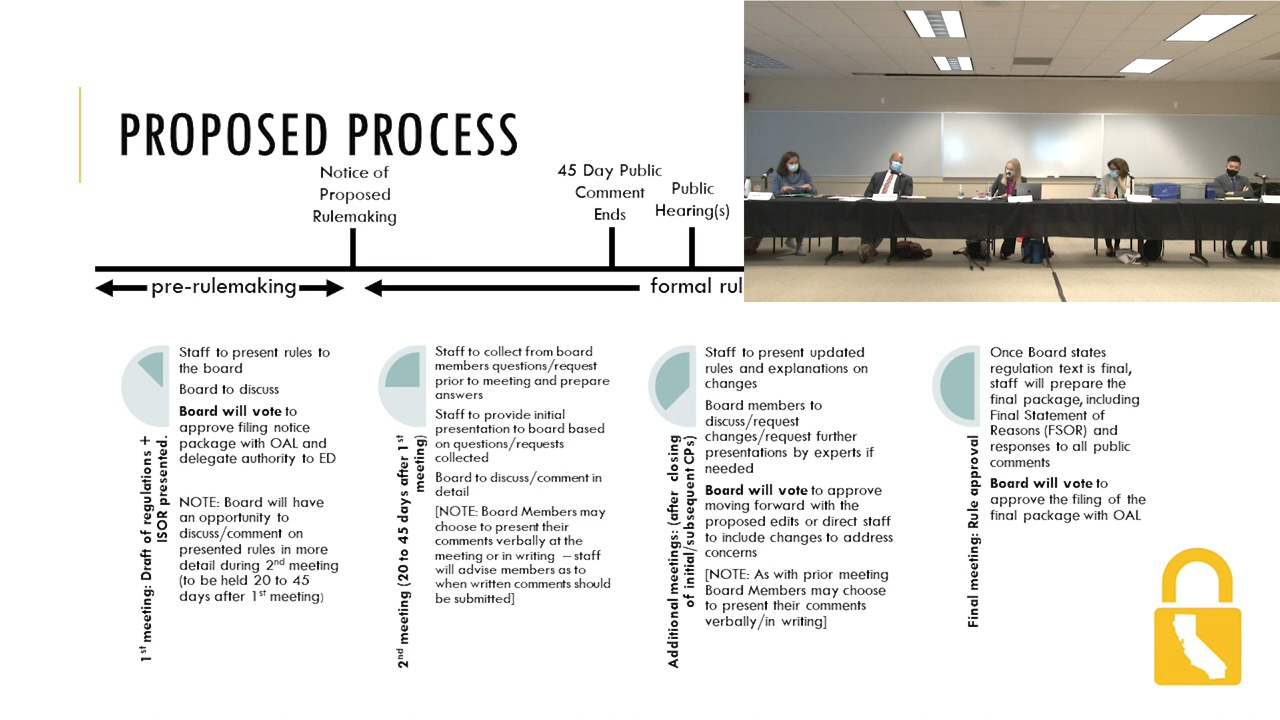 PROPOSED PROCESS
Notice of
Proposed
Rulemaking
45 Day Public
Comment
Ends
Public
Hearing(s)
pre-rulemaking
formal rul
1st meeting: Draft of regulations +
ISOR presented.
Staff to present rules to
the board
Board to discuss
Board will vote to
approve filing notice
package with OAL and
delegate authority to ED
NOTE: Board will have
an opportunity to
discuss/comment on
presented rules in more
detail during 2nd meeting
(to be held 20 to 45
days after 1st meeting)
2nd meeting (20 to 45 days after 1st
meeting)
Staff to collect from board
members questions/request
prior to meeting and prepare
answers
Staff to provide initial
presentation to board based
on questions/requests
collected
Board to discuss/comment in
detail
[NOTE: Board Members may
choose to present their
comments verbally at the
meeting or in writing – staff
will advise members as to
when written comments should
be submitted]
Additional meetings: (after closing
of initial/subsequent CPs)
Staff to present updated
rules and explanations on
changes
Board members to
discuss/request
changes/request further
presentations by experts if
needed
Board will vote to approve
moving forward with the
proposed edits or direct staff
to include changes to address
concerns
[NOTE: As with prior meeting
Board Members may choose
to present their comments
verbally/in writing]
Final meeting: Rule approval
Once Board states
regulation text is final,
staff will prepare the
final package, including
Final Statement of
Reasons (FSOR) and
responses to all public
comments
Board will vote to
approve the filing of the
final package with OAL